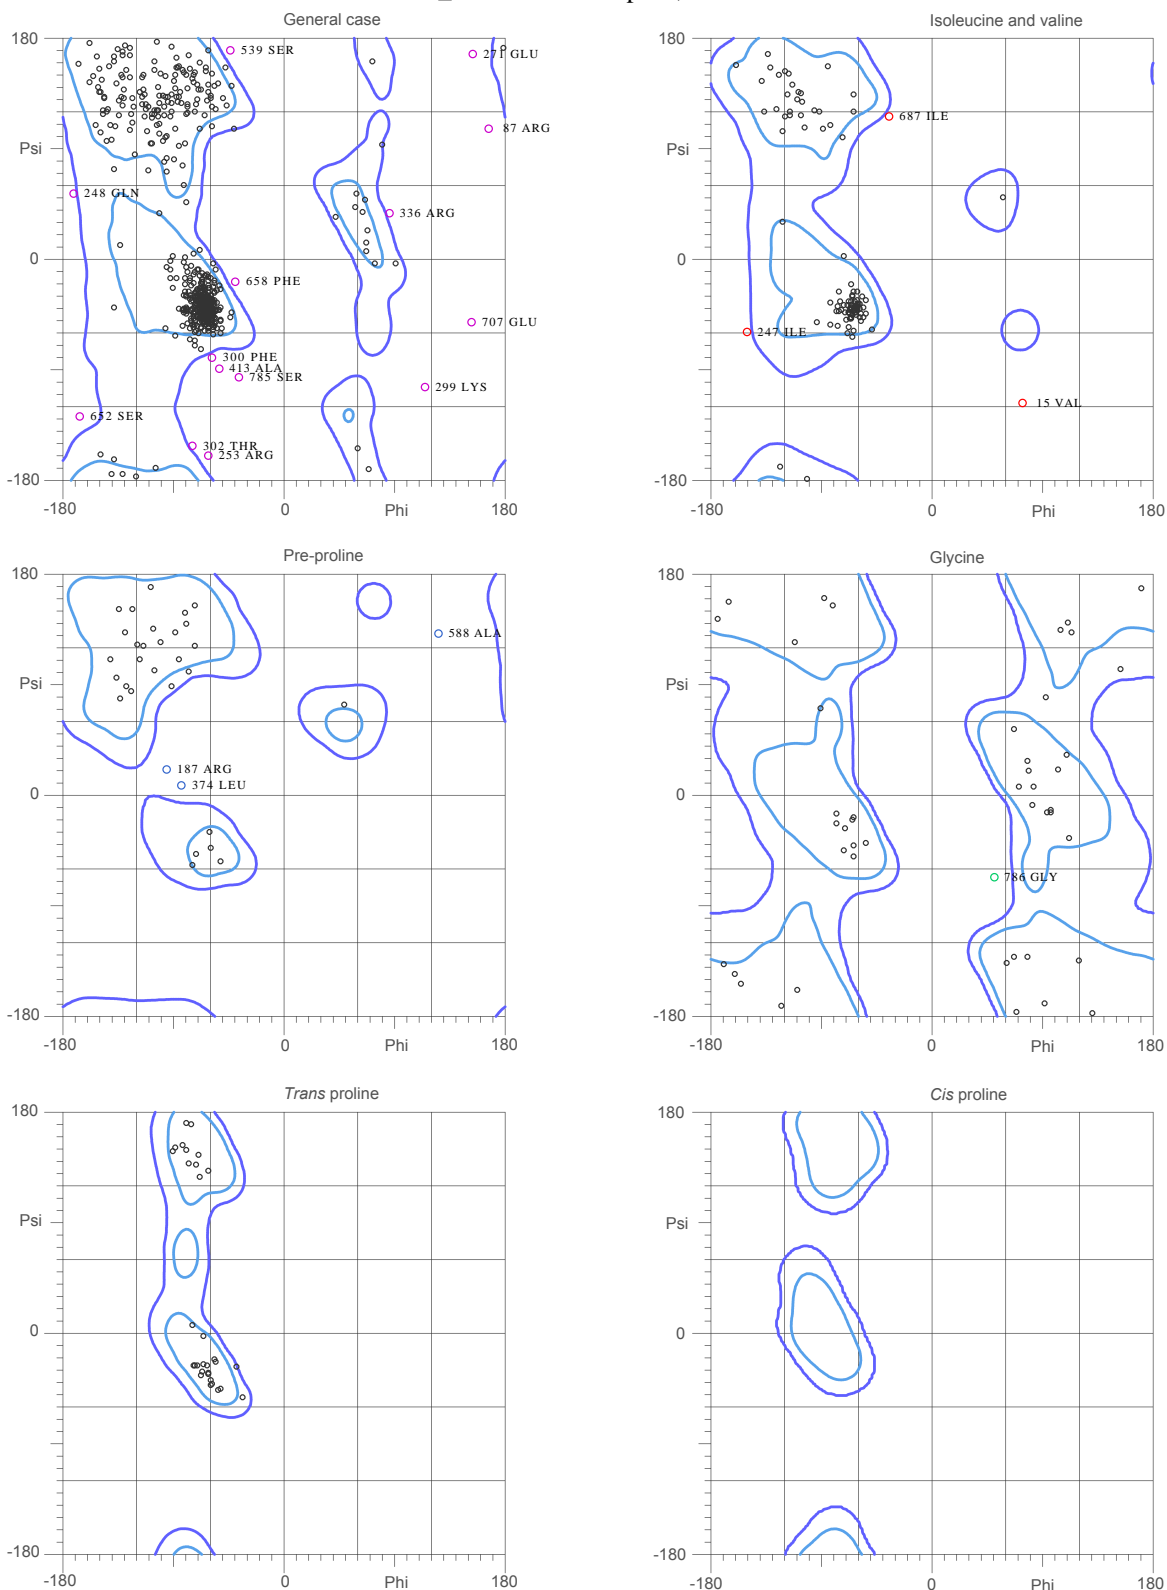 General case
180
Psi
0
-180
-180
0
Phi
180
539 SER
271 GLU
87 ARG
248 GLN
336 ARG
658 PHE
707 GLU
300 PHE
413 ALA
785 SER
299 LYS
652 SER
302 THR
253 ARG
Isoleucine and valine
180
Psi
0
-180
-180
0
Phi
180
687 ILE
247 ILE
15 VAL
Pre-proline
180
Psi
0
-180
-180
0
Phi
180
588 ALA
187 ARG
374 LEU
Glycine
180
Psi
0
-180
-180
0
Phi
180
786 GLY
Trans proline
180
Psi
0
-180
-180
0
Phi
180
Cis proline
180
Psi
0
-180
-180
0
Phi
180